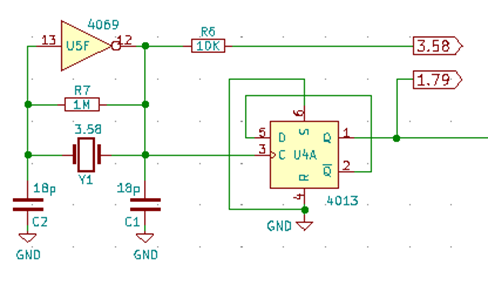 4069
13
U5F
12
R6
10K
3.58
1.79
R7
1M
3.58
Y1
6
S
5
D
Q
1
3
C
U4A
Q
2
R
4
4013
18p
C2
18p
C1
GND
GND
GND